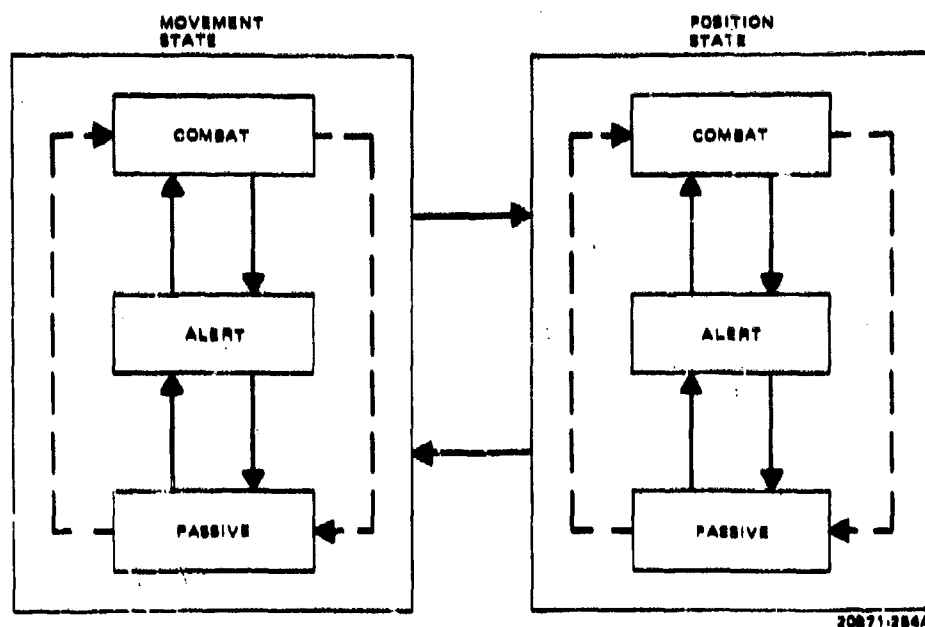 MOVEMENT
STATE
POSITION
STATE
COMBAT
COMBAT
ALERT
ALERT
PASSIVE
PASSIVE